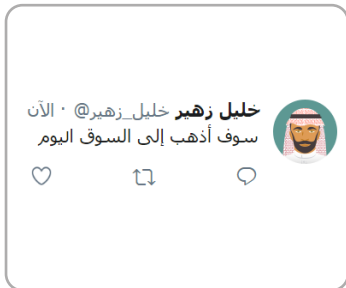 خليل زهير خليل_زهير@ · الآن
سوف أذهب إلى السوق اليوم